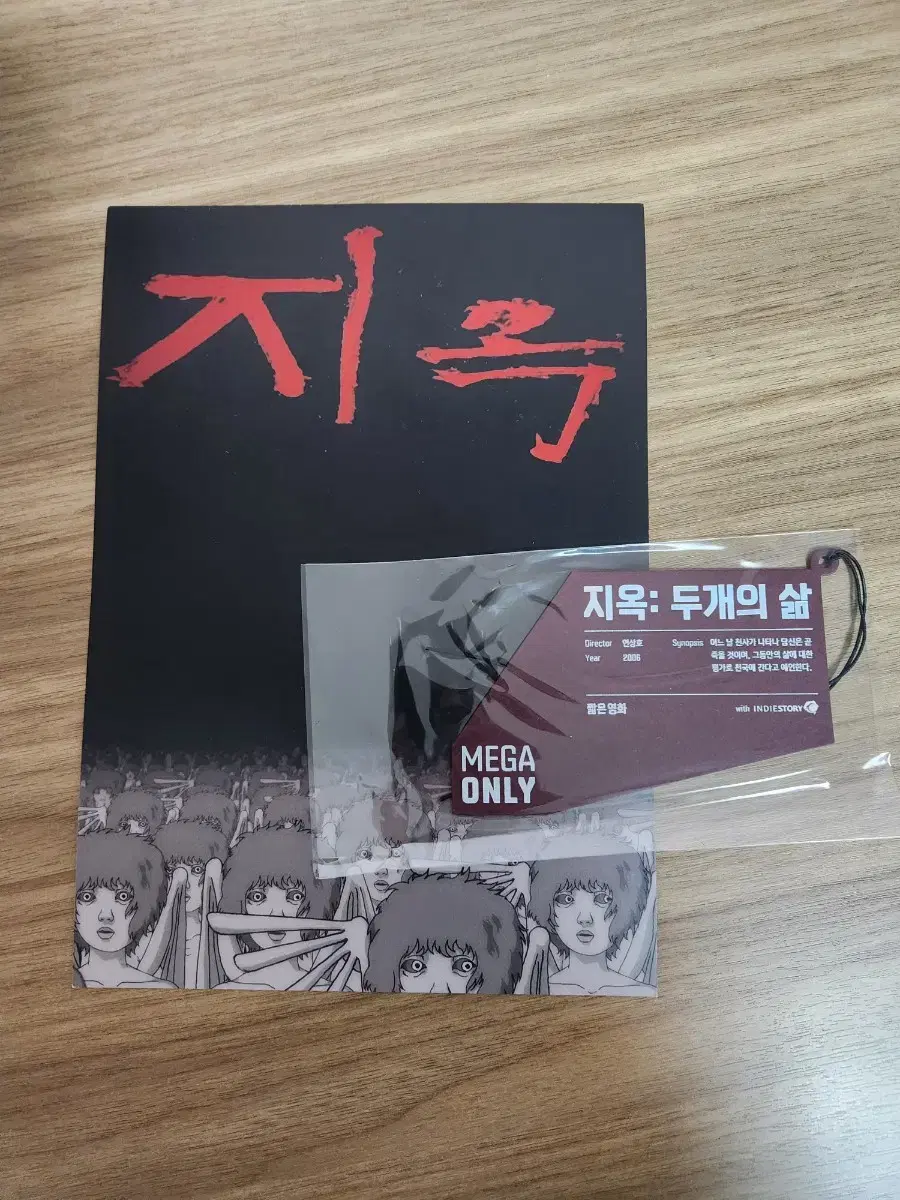 지옥
지옥: 두개의 삶
Director 연상호
Year 2006
Synopsis 어느 날 천사가 나타나 당신은 곧
죽을 것이며, 그동안의 삶에 대한
평가로 천국에 간다고 예언한다.
짧은영화
with INDIESTORY
MEGA
ONLY